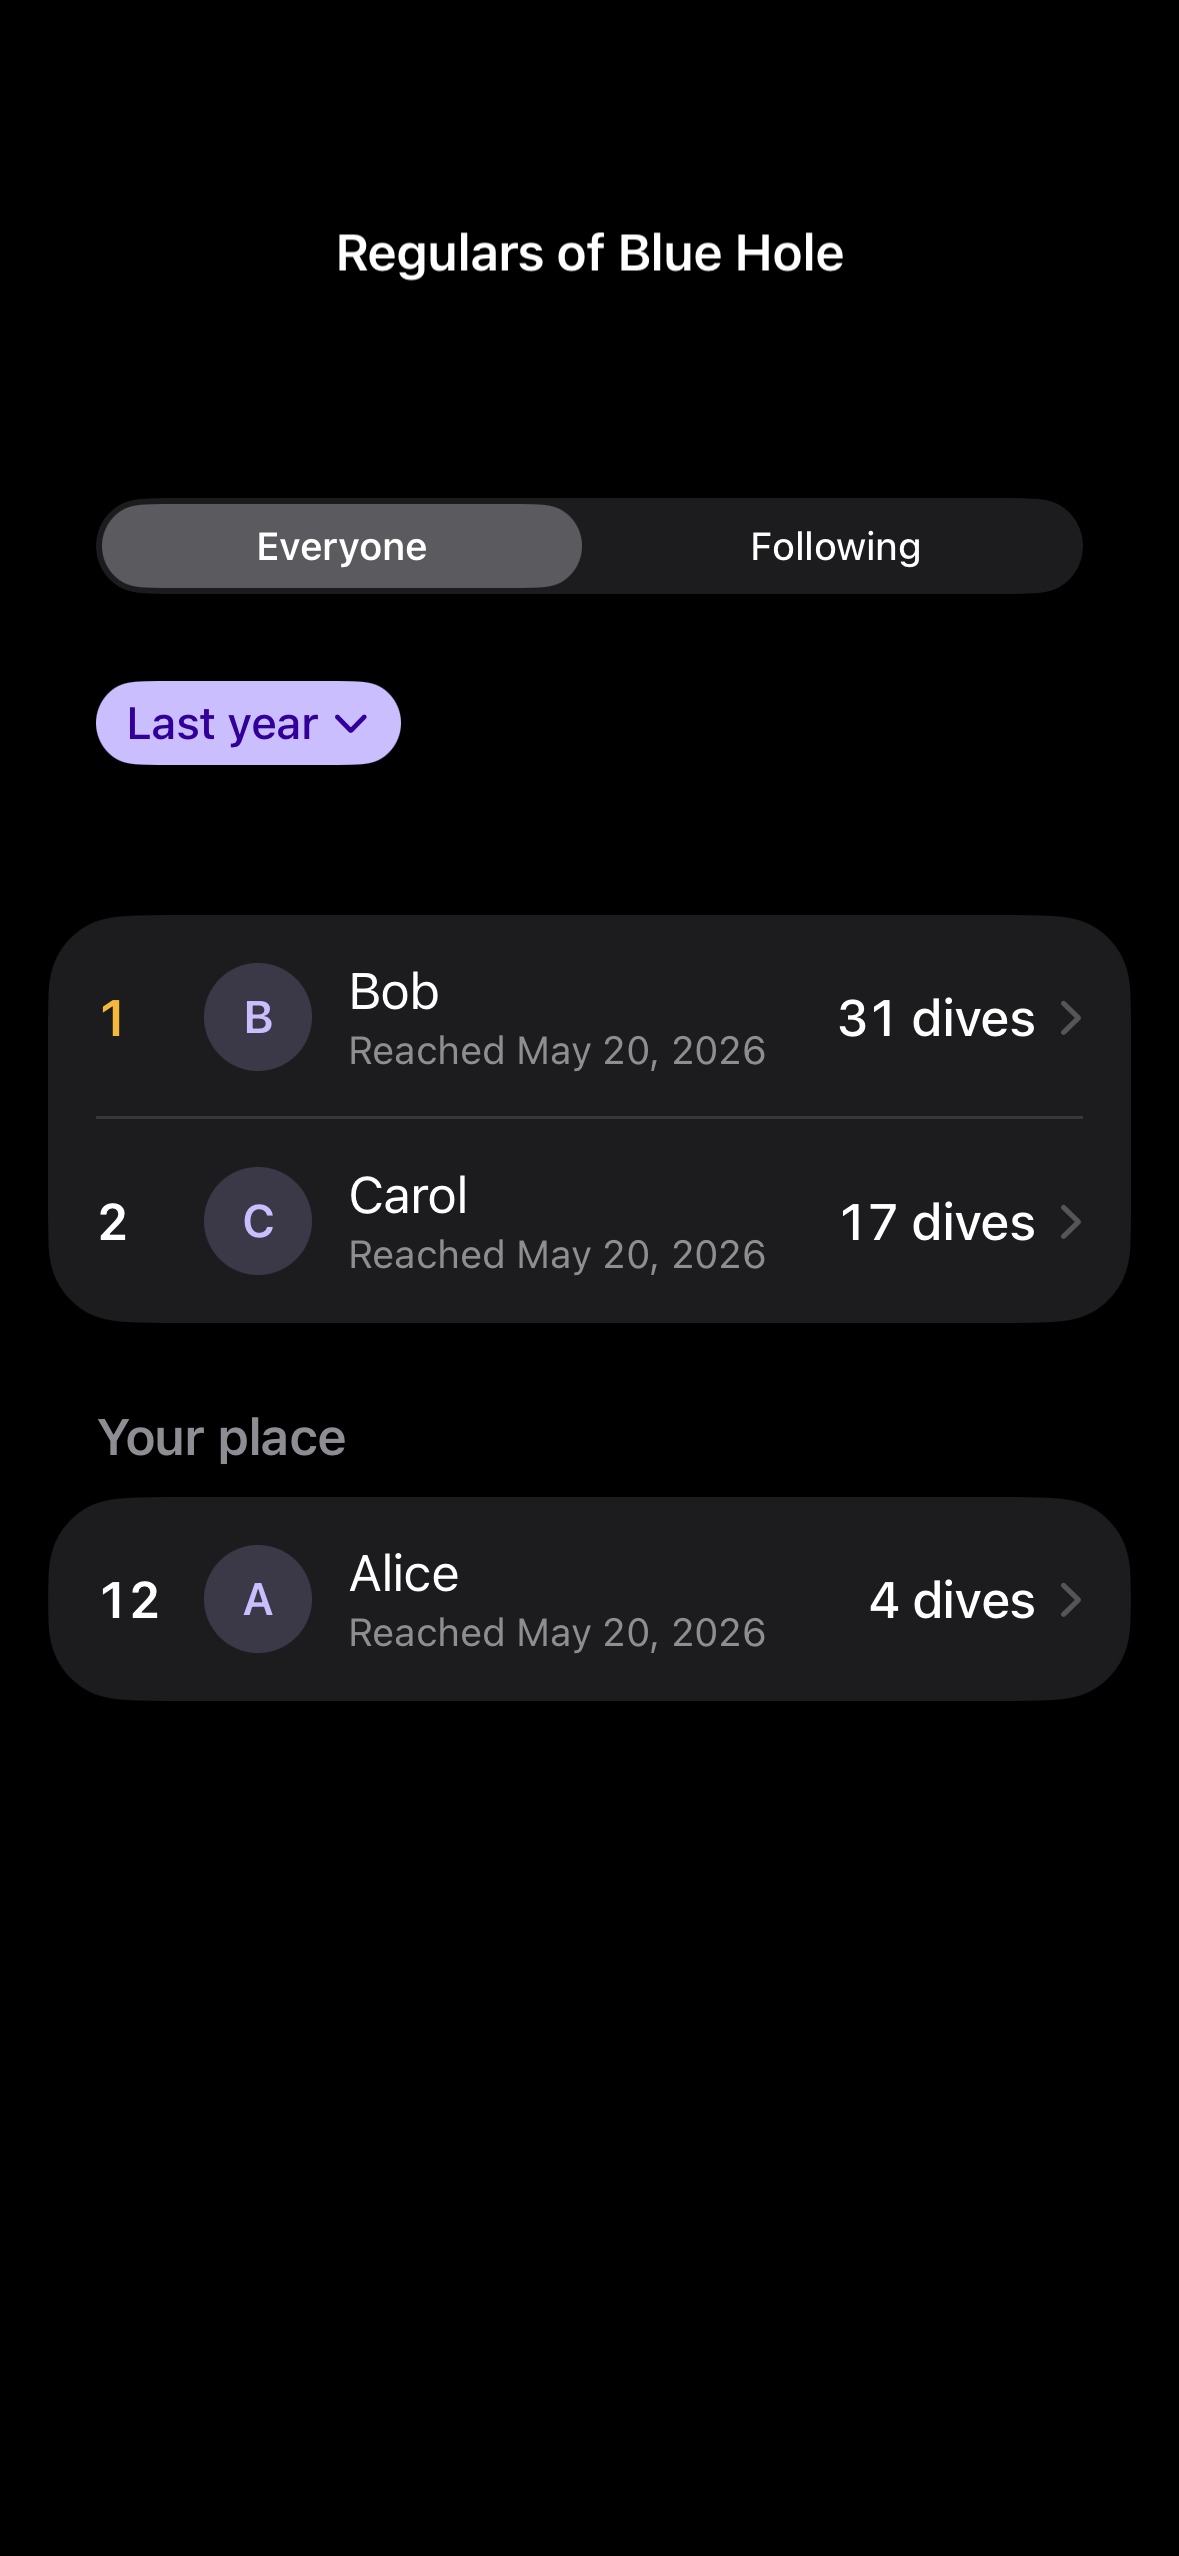 Regulars of Blue Hole
Everyone
Following
Last year
1
B
Bob
Reached May 20, 2026
31 dives
2
C
Carol
Reached May 20, 2026
17 dives
Your place
12
A
Alice
Reached May 20, 2026
4 dives